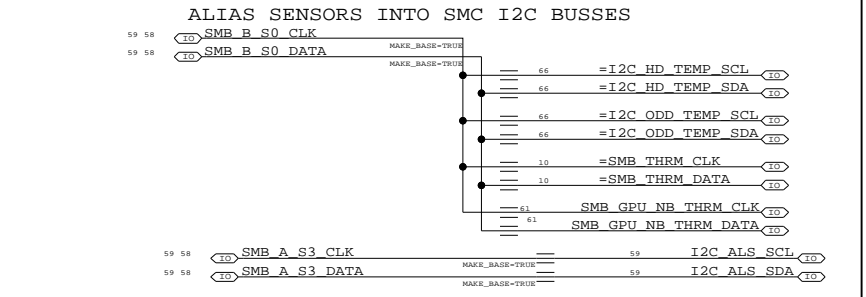 ALIAS SENSORS INTO SMC I2C BUSSES
59 58 IO SMB_B_S0_CLK MAKE_BASE=TRUE
59 58 IO SMB_B_S0_DATA MAKE_BASE=TRUE
66 =I2C_HD_TEMP_SCL IO
66 =I2C_HD_TEMP_SDA IO
66 =I2C_ODD_TEMP_SCL IO
66 =I2C_ODD_TEMP_SDA IO
10 =SMB_THRM_CLK IO
10 =SMB_THRM_DATA IO
61 SMB_GPU_NB_THRM_CLK IO
61 SMB_GPU_NB_THRM_DATA IO
59 58 IO SMB_A_S3_CLK MAKE_BASE=TRUE 59 I2C_ALS_SCL IO
59 58 IO SMB_A_S3_DATA MAKE_BASE=TRUE 59 I2C_ALS_SDA IO